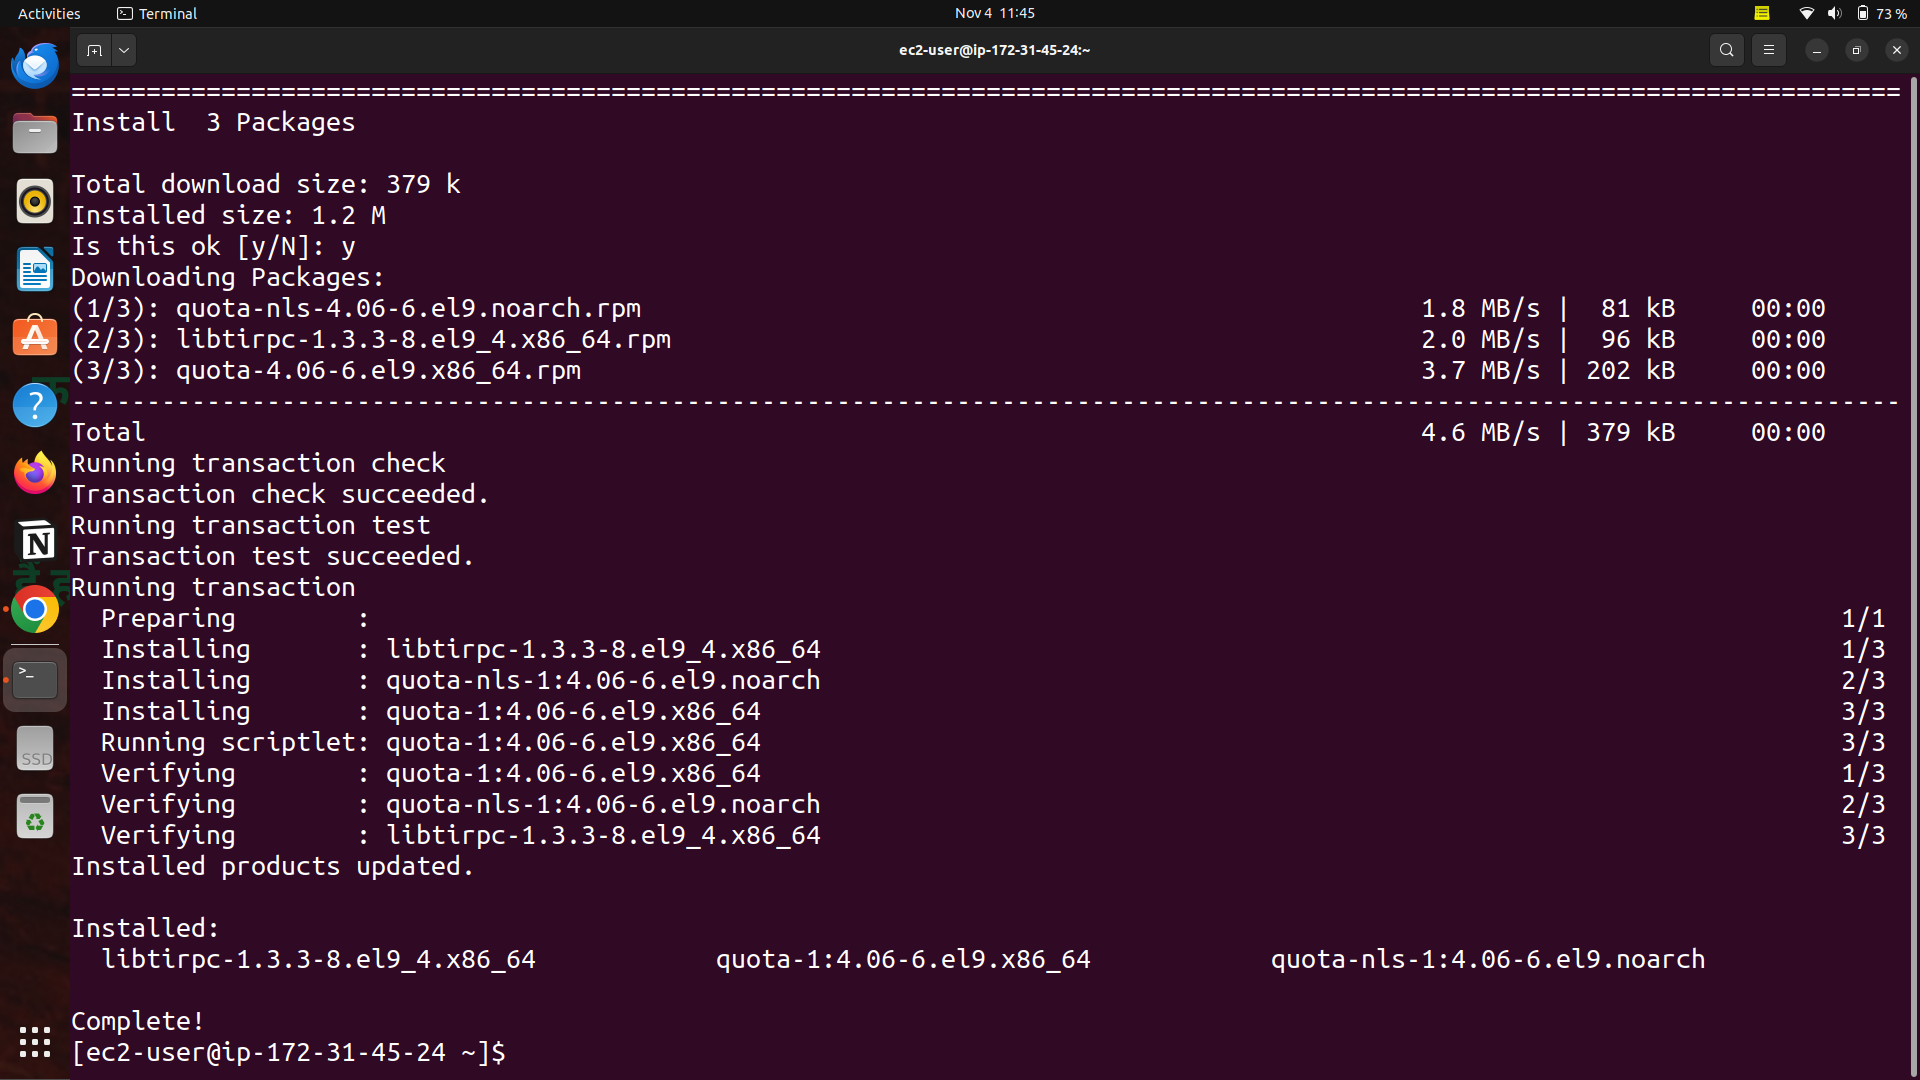 Activities Terminal Nov 4 11:45 73 %
ec2-user@ip-172-31-45-24:~
==========================================================================================================================
Install  3 Packages
Total download size: 379 k
Installed size: 1.2 M
Is this ok [y/N]: y
Downloading Packages:
(1/3): quota-nls-4.06-6.el9.noarch.rpm 1.8 MB/s |  81 kB 00:00
(2/3): libtirpc-1.3.3-8.el9_4.x86_64.rpm 2.0 MB/s |  96 kB 00:00
(3/3): quota-4.06-6.el9.x86_64.rpm 3.7 MB/s | 202 kB 00:00
--------------------------------------------------------------------------------------------------------------------------
Total 4.6 MB/s | 379 kB 00:00
Running transaction check
Transaction check succeeded.
Running transaction test
Transaction test succeeded.
Running transaction
Preparing : 1/1
Installing : libtirpc-1.3.3-8.el9_4.x86_64 1/3
Installing : quota-nls-1:4.06-6.el9.noarch 2/3
Installing : quota-1:4.06-6.el9.x86_64 3/3
Running scriptlet: quota-1:4.06-6.el9.x86_64 3/3
Verifying : quota-1:4.06-6.el9.x86_64 1/3
Verifying : quota-nls-1:4.06-6.el9.noarch 2/3
Verifying : libtirpc-1.3.3-8.el9_4.x86_64 3/3
Installed products updated.
Installed:
libtirpc-1.3.3-8.el9_4.x86_64 quota-1:4.06-6.el9.x86_64 quota-nls-1:4.06-6.el9.noarch
Complete!
[ec2-user@ip-172-31-45-24 ~]$
SSD